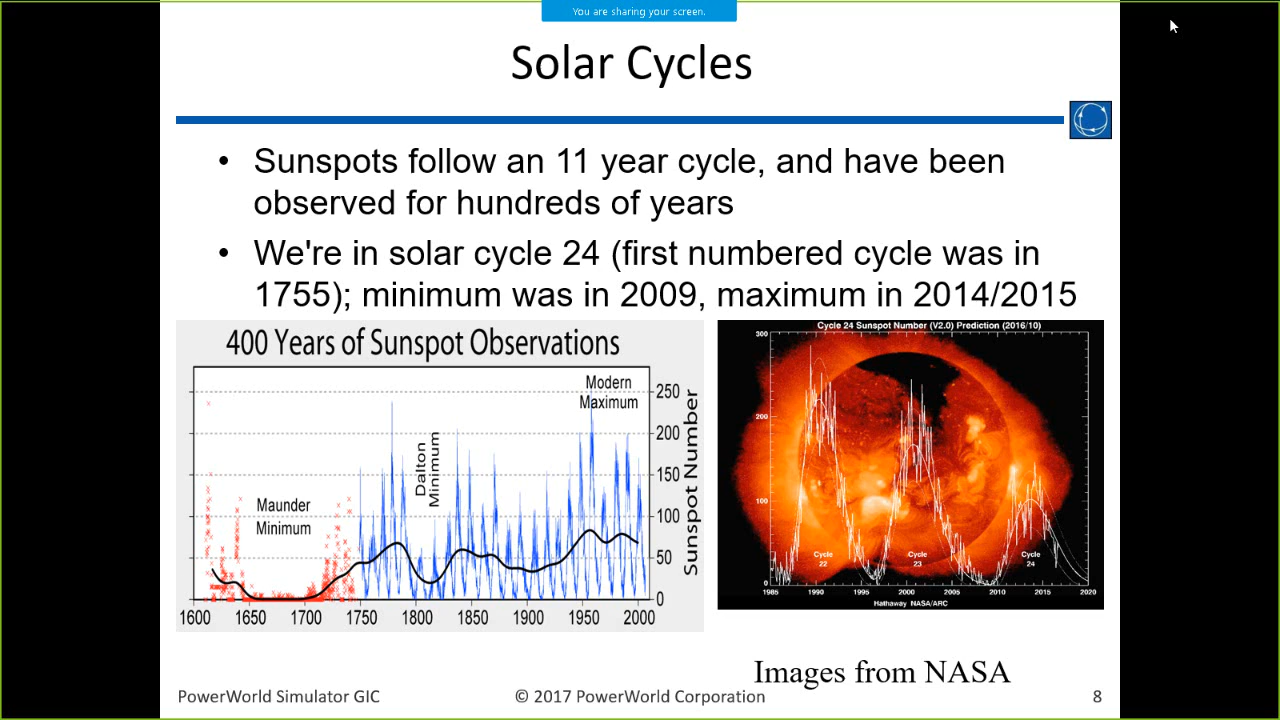 You are sharing your screen.
Solar Cycles
• Sunspots follow an 11 year cycle, and have been
observed for hundreds of years
• We're in solar cycle 24 (first numbered cycle was in
1755); minimum was in 2009, maximum in 2014/2015
400 Years of Sunspot Observations
Modern
Maximum
Dalton
Minimum
Maunder
Minimum
250
200
150
100
50
0
Sunspot Number
1600 1650 1700 1750 1800 1850 1900 1950 2000
Cycle 24 Sunspot Number (V2.0) Prediction (2016/10)
300
200
100
0
Cycle
22
Cycle
23
Cycle
24
1985 1990 1995 2000 2005 2010 2015 2020
Hathaway NASA/ARC
Images from NASA
PowerWorld Simulator GIC
© 2017 PowerWorld Corporation
8